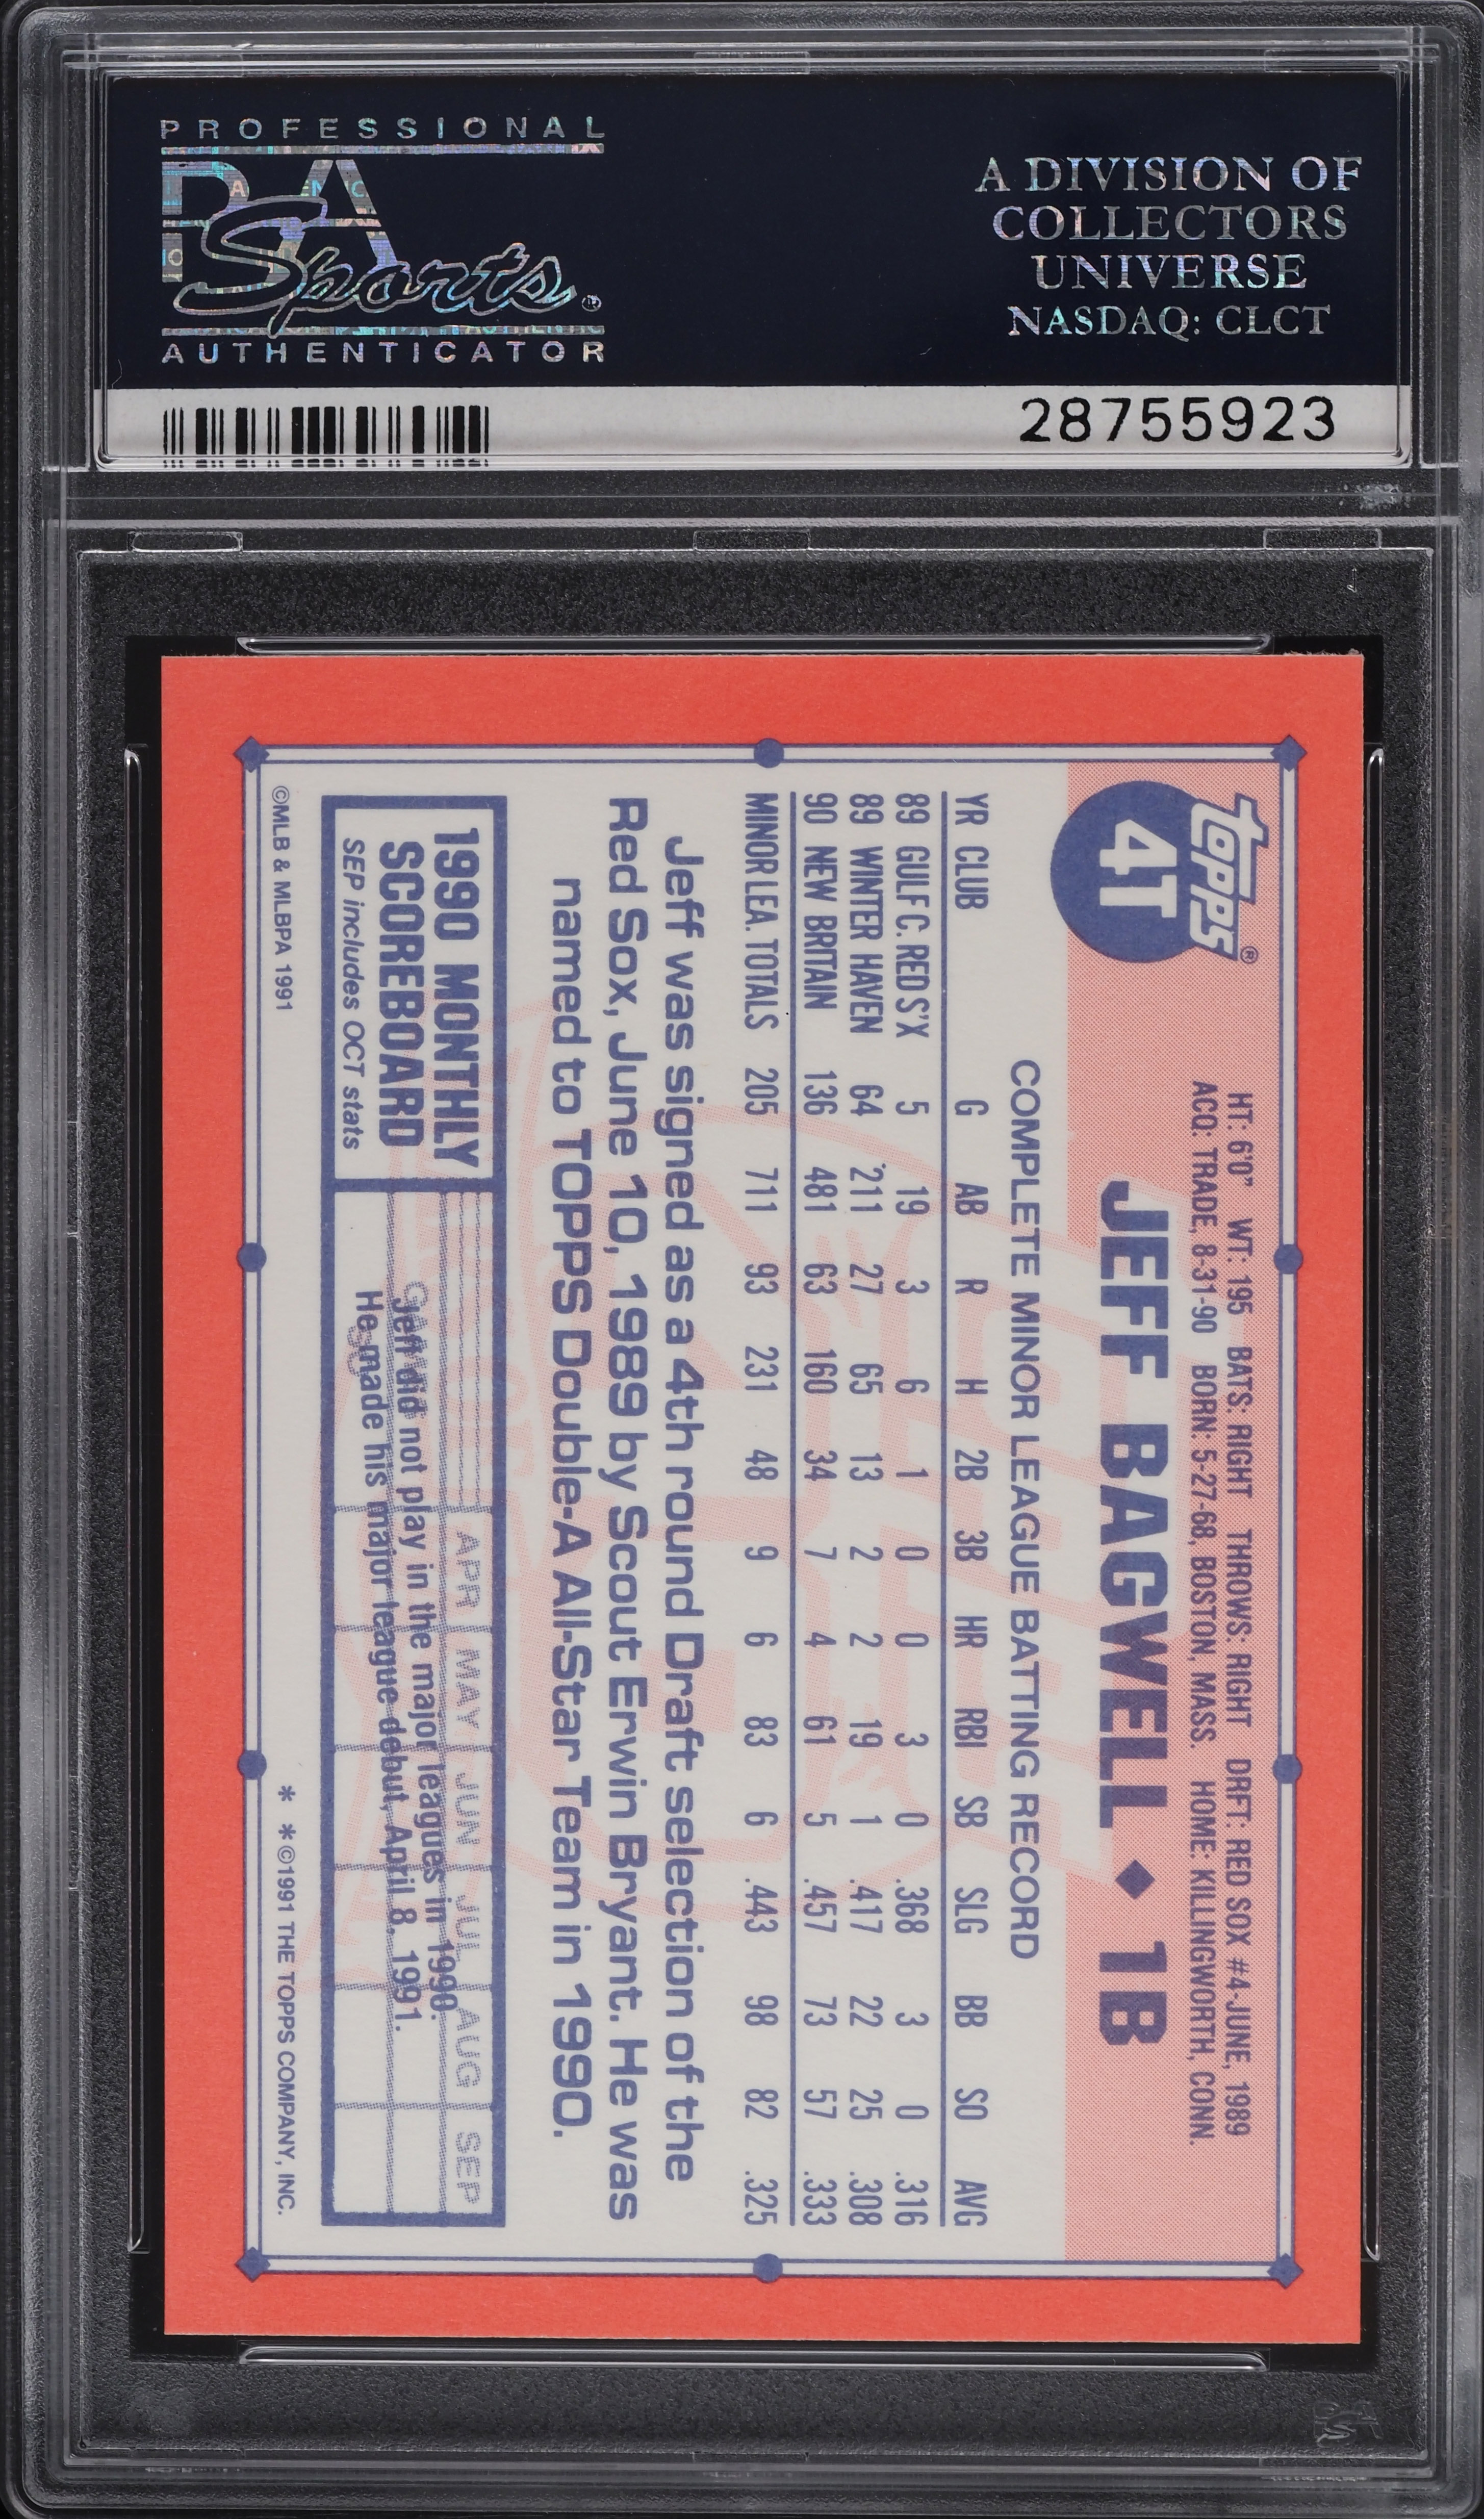 PROFESSIONAL
PSA
Sports®
AUTHENTICATOR
A DIVISION OF
COLLECTORS
UNIVERSE
NASDAQ: CLCT
28755923
topps®
4T
HT: 6'0" WT: 195 BATS: RIGHT THROWS: RIGHT DRFT: RED SOX #4-JUNE, 1989
ACQ: TRADE, 8-31-90 BORN: 5-27-68, BOSTON, MASS. HOME: KILLINGWORTH, CONN.
JEFF BAGWELL ◆ 1B
COMPLETE MINOR LEAGUE BATTING RECORD
YR CLUB G AB R H 2B 3B HR RBI SB SLG BB SO AVG
89 GULF C. RED S'X 5 19 3 6 1 0 0 3 0 .368 3 0 .316
89 WINTER HAVEN 64 211 27 65 13 2 2 19 1 .417 22 25 .308
90 NEW BRITAIN 136 481 63 160 34 7 4 61 5 .457 73 57 .333
MINOR LEA. TOTALS 205 711 93 231 48 9 6 83 6 .443 98 82 .325
Jeff was signed as a 4th round Draft selection of the
Red Sox, June 10, 1989 by Scout Erwin Bryant. He was
named to TOPPS Double-A All-Star Team in 1990.
1990 MONTHLY
SCOREBOARD
SEP includes OCT stats
APR MAY JUN JUL AUG SEP
Jeff did not play in the major leagues in 1990.
He made his major league debut, April 8, 1991.
©MLB & MLBPA 1991
* *©1991 THE TOPPS COMPANY, INC.